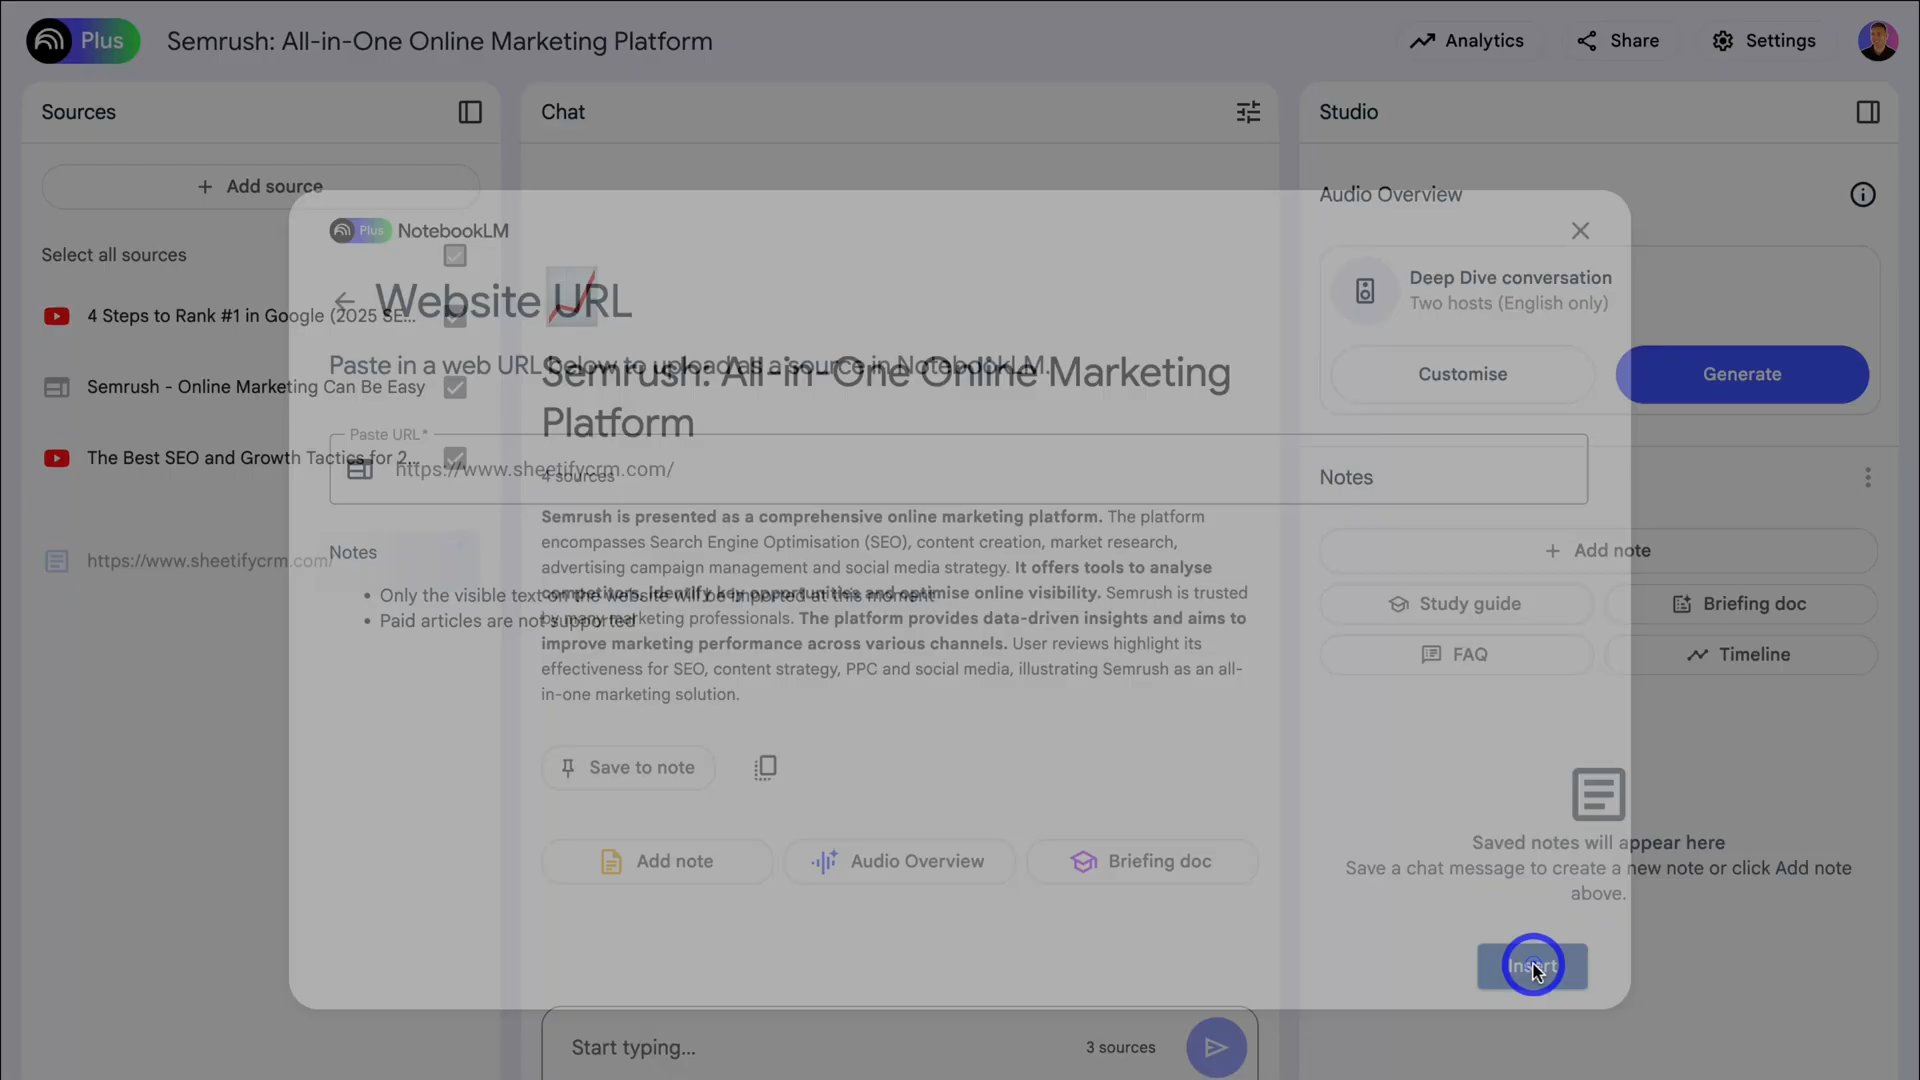 Plus
Semrush: All-in-One Online Marketing Platform
Analytics
Share
Settings
Sources
+ Add source
Select all sources
4 Steps to Rank #1 in Google (2025 SE...
Semrush - Online Marketing Can Be Easy
The Best SEO and Growth Tactics for 2...
https://www.sheetifycrm.com/
Plus NotebookLM
Website URL
Paste in a web URL below to upload as a source in NotebookLM.
Paste URL*
https://www.sheetifycrm.com/
Notes
• Only the visible text on the website will be imported at this moment
• Paid articles are not supported
Insert
Chat
Semrush: All-in-One Online Marketing
Platform
4 sources
Semrush is presented as a comprehensive online marketing platform. The platform
encompasses Search Engine Optimisation (SEO), content creation, market research,
advertising campaign management and social media strategy. It offers tools to analyse
competitors, identify key opportunities and optimise online visibility. Semrush is trusted
by many marketing professionals. The platform provides data-driven insights and aims to
improve marketing performance across various channels. User reviews highlight its
effectiveness for SEO, content strategy, PPC and social media, illustrating Semrush as an all-
in-one marketing solution.
Save to note
Add note
Audio Overview
Briefing doc
Start typing...
3 sources
Studio
Audio Overview
Deep Dive conversation
Two hosts (English only)
Customise
Generate
Notes
+ Add note
Study guide
Briefing doc
FAQ
Timeline
Saved notes will appear here
Save a chat message to create a new note or click Add note
above.